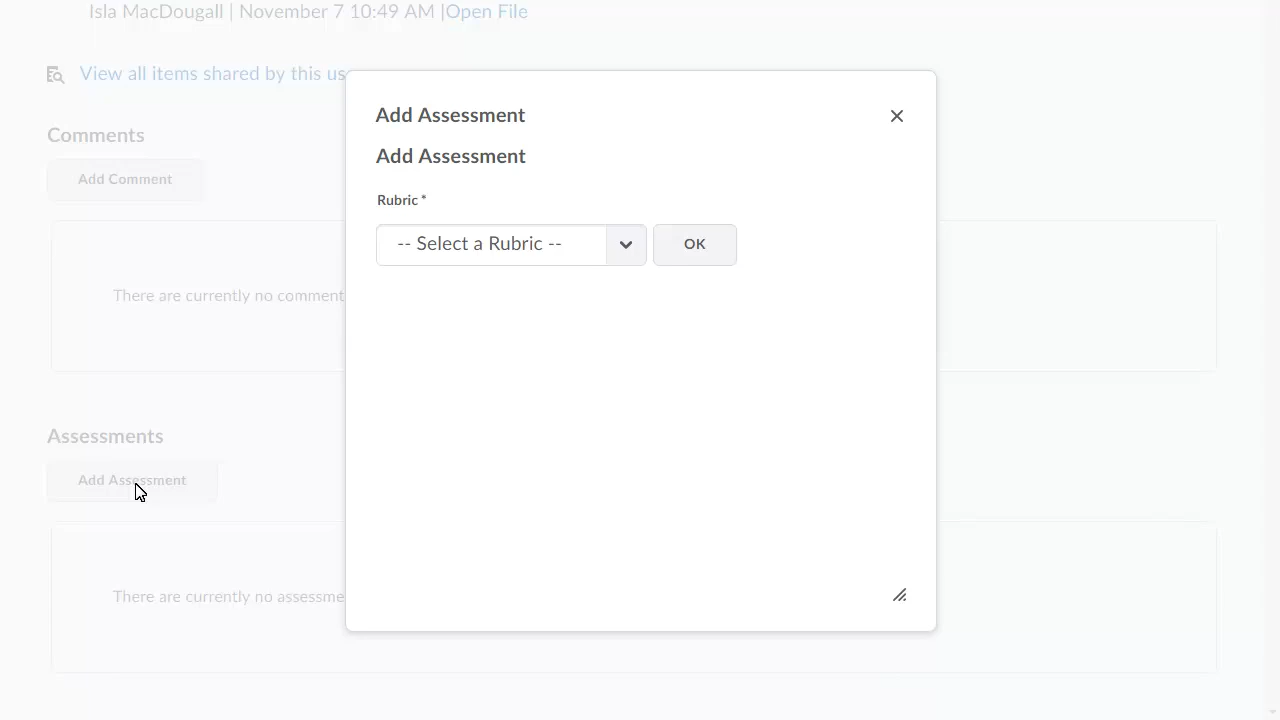 Isla MacDougall | November 7 10:49 AM |Open File
View all items shared by this us
Add Assessment
Add Assessment
Rubric *
-- Select a Rubric --
OK
Comments
Add Comment
There are currently no comment
Assessments
Add Assessment
There are currently no assessme